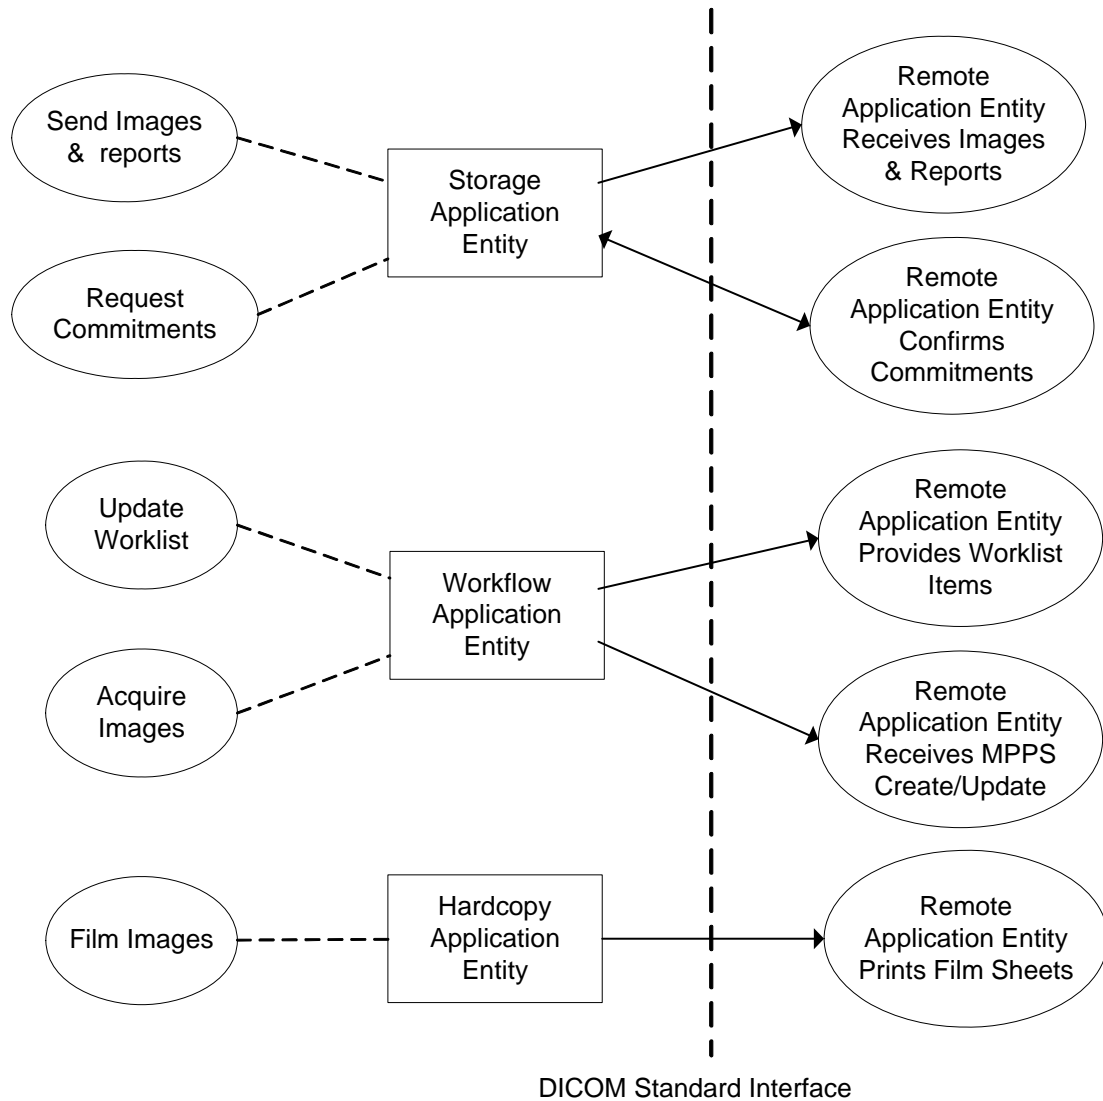 Send Images
& reports
Storage
Application
Entity
Remote
Application Entity
Receives Images
& Reports
Request
Commitments
Remote
Application Entity
Confirms
Commitments
Update
Worklist
Workflow
Application
Entity
Remote
Application Entity
Provides Worklist
Items
Acquire
Images
Remote
Application Entity
Receives MPPS
Create/Update
Film Images
Hardcopy
Application
Entity
Remote
Application Entity
Prints Film Sheets
DICOM Standard Interface